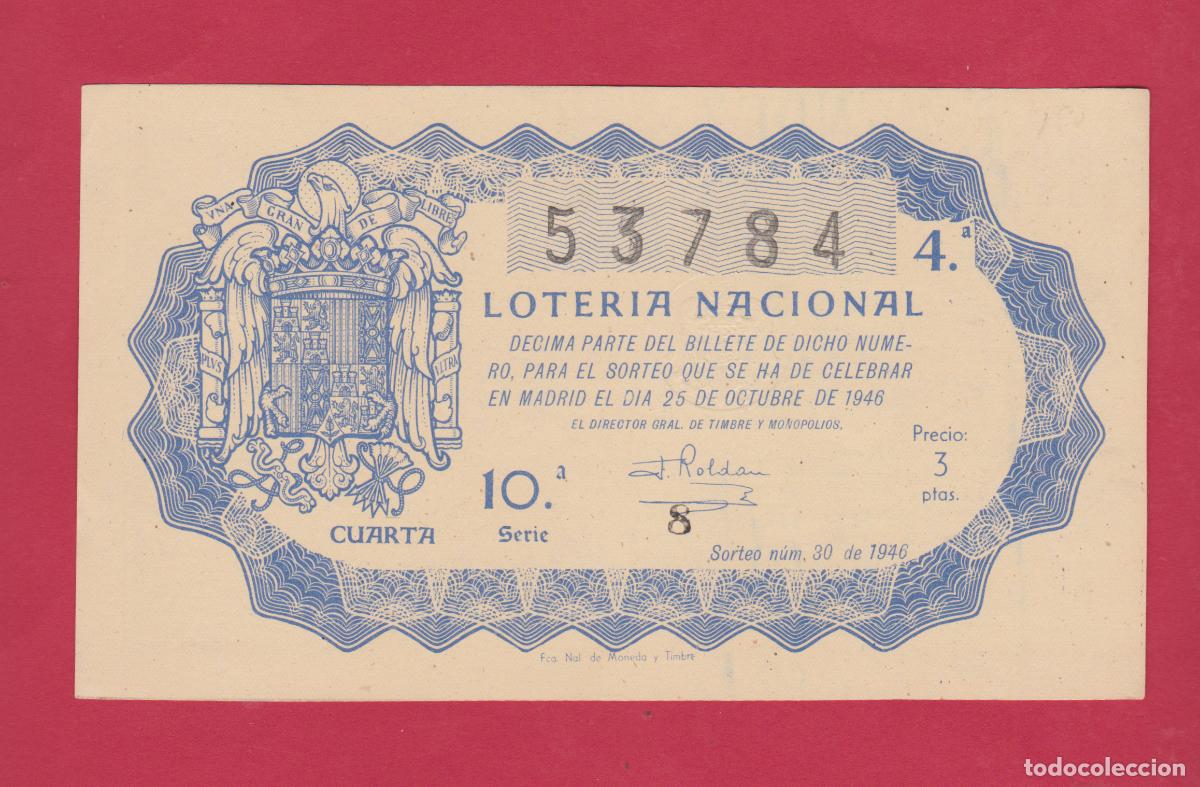 VNA GRAN DE LIBRE
53784
4.ª
LOTERIA NACIONAL
DECIMA PARTE DEL BILLETE DE DICHO NUME-
RO, PARA EL SORTEO QUE SE HA DE CELEBRAR
EN MADRID EL DIA 25 DE OCTUBRE DE 1946
EL DIRECTOR GRAL. DE TIMBRE Y MONOPOLIOS,
PLVS
VLTRA
Precio:
3
ptas.
F. Roldan
10.ª
Serie
CUARTA
8
Sorteo núm. 30 de 1946
Fca. Nal. de Moneda y Timbre
todocoleccion